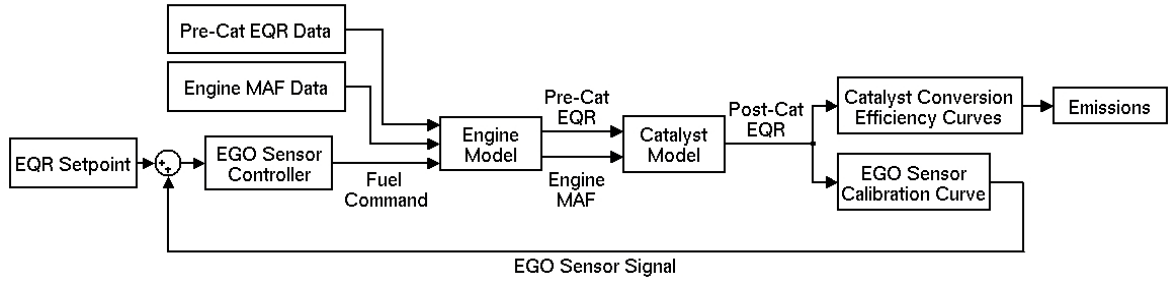 Pre-Cat EQR Data
Engine MAF Data
EQR Setpoint
+
+
EGO Sensor
Controller
Fuel
Command
Engine
Model
Pre-Cat
EQR
Engine
MAF
Catalyst
Model
Post-Cat
EQR
Catalyst Conversion
Efficiency Curves
Emissions
EGO Sensor
Calibration Curve
EGO Sensor Signal